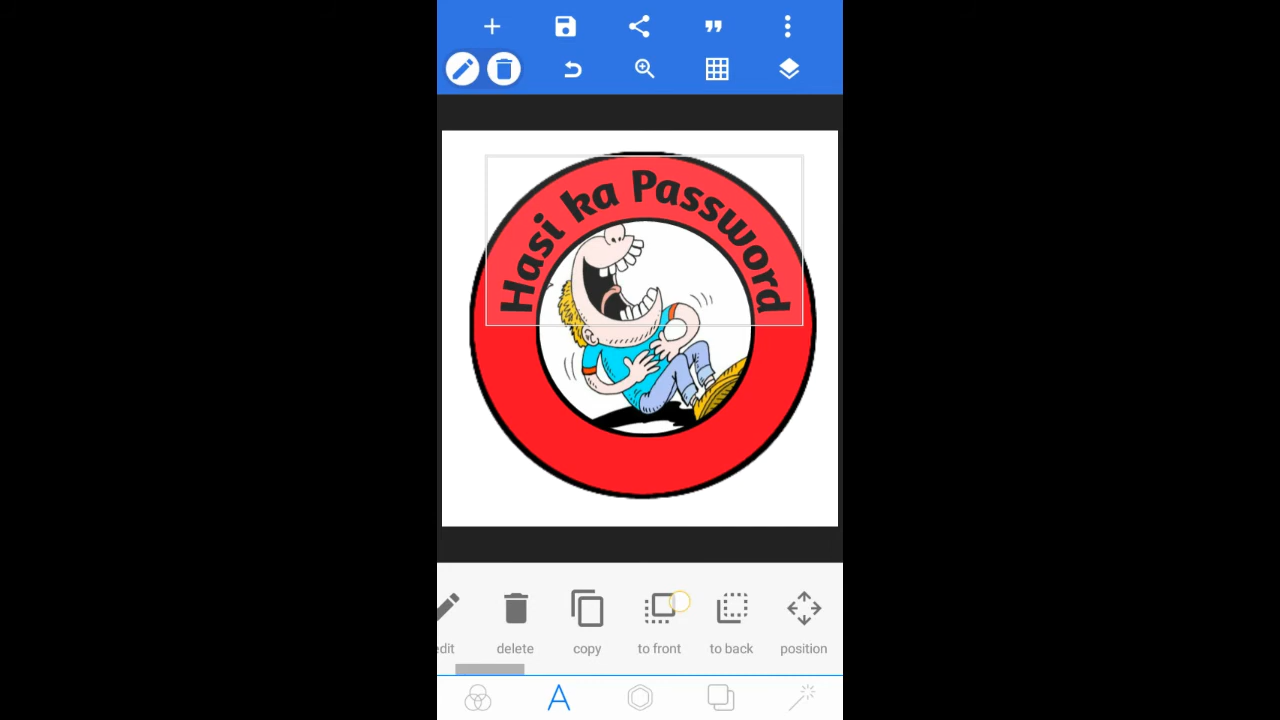 Hasi ka Password
edit
delete
copy
to front
to back
position